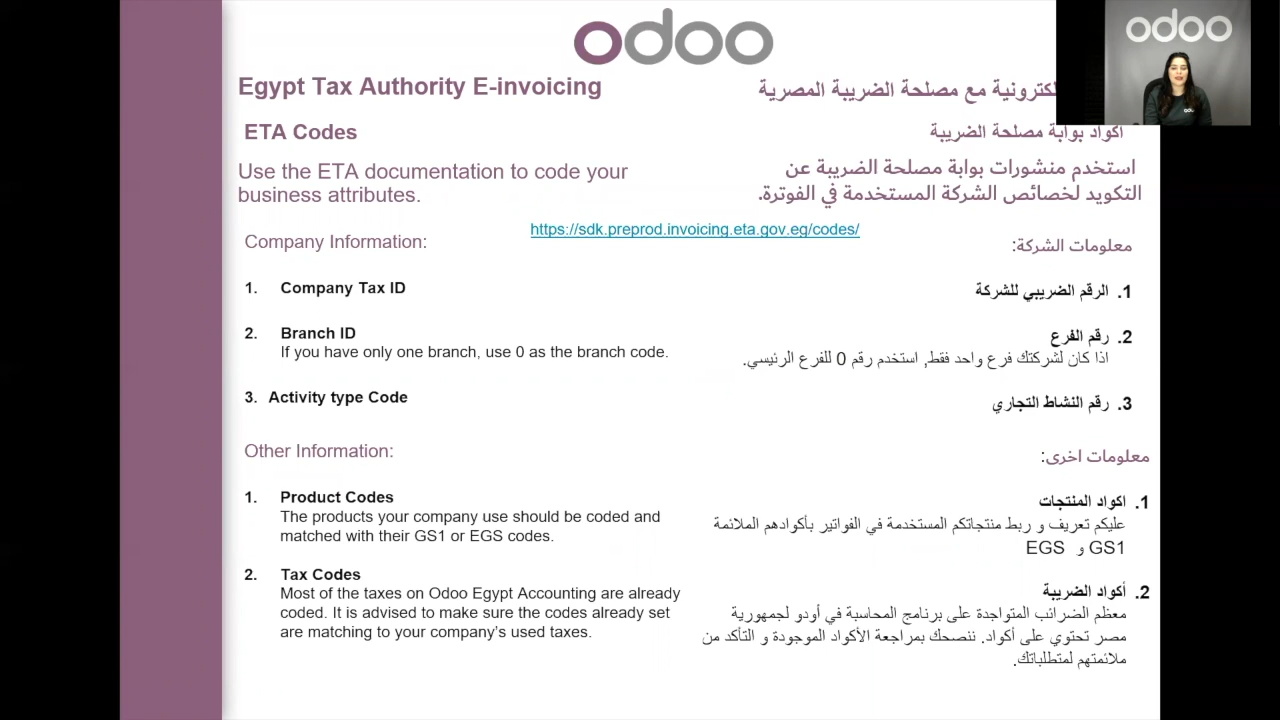 odoo
odoo
Egypt Tax Authority E-invoicing
مع مصلحة الضريبة المصرية
ETA Codes
اكواد بوابة مصلحة الضريبة
Use the ETA documentation to code your
business attributes.
استخدم منشورات بوابة مصلحة الضريبة عن
التكويد لخصائص الشركة المستخدمة في الفوترة.
https://sdk.preprod.invoicing.eta.gov.eg/codes/
Company Information:
معلومات الشركة:
1. Company Tax ID
1. الرقم الضريبي للشركة
2. Branch ID
If you have only one branch, use 0 as the branch code.
2. رقم الفرع
اذا كان لشركتك فرع واحد فقط, استخدم رقم 0 للفرع الرئيسي.
3. Activity type Code
3. رقم النشاط التجاري
Other Information:
معلومات اخرى:
1. Product Codes
The products your company use should be coded and
matched with their GS1 or EGS codes.
1. اكواد المنتجات
عليكم تعريف و ربط منتجاتكم المستخدمة في الفواتير بأكوادهم الملائمة
GS1 و EGS
2. Tax Codes
Most of the taxes on Odoo Egypt Accounting are already
coded. It is advised to make sure the codes already set
are matching to your company's used taxes.
2. أكواد الضريبة
معظم الضرائب المتواجدة على برنامج المحاسبة في أودو لجمهورية
مصر تحتوي على أكواد. ننصحك بمراجعة الأكواد الموجودة و التأكد من
ملائمتهم لمتطلباتك.